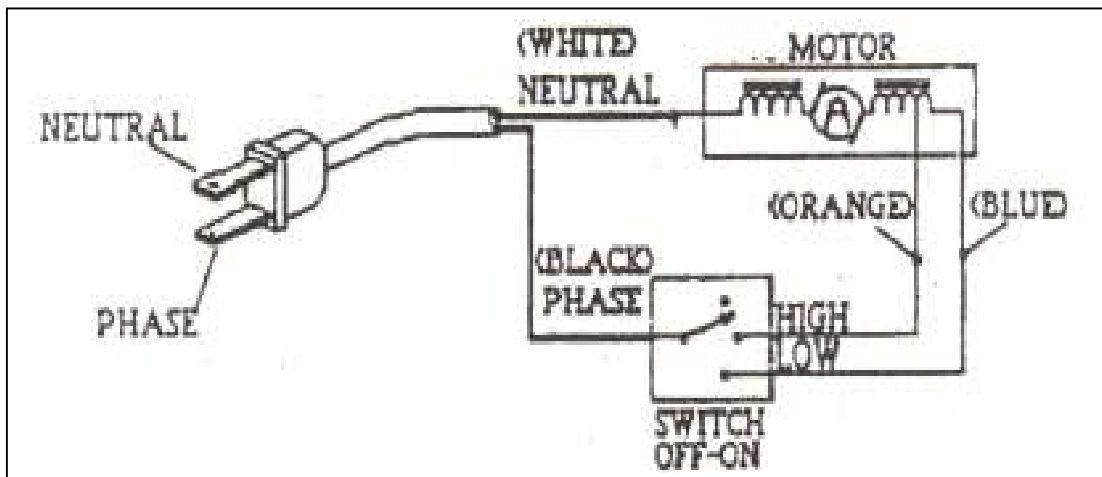 (WHITE)
NEUTRAL
MOTOR
NEUTRAL
(ORANGE)
(BLUE)
(BLACK)
PHASE
PHASE
HIGH
LOW
SWITCH
OFF-ON